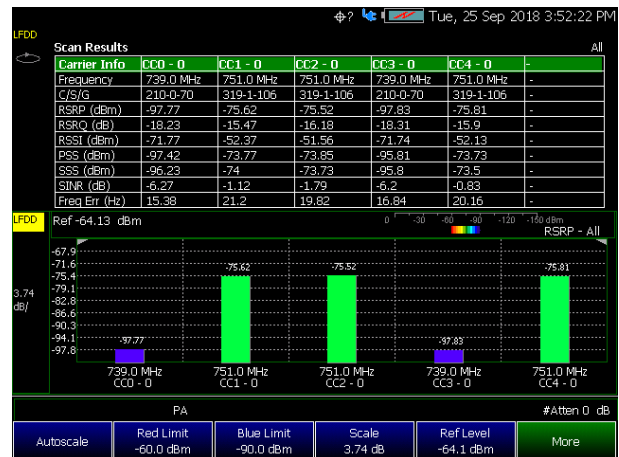 Tue, 25 Sep 2018 3:52:22 PM
LFDD
Scan Results All
Carrier Info CC0 - 0 CC1 - 0 CC2 - 0 CC3 - 0 CC4 - 0 -
Frequency 739.0 MHz 751.0 MHz 751.0 MHz 739.0 MHz 751.0 MHz -
C/S/G 210-0-70 319-1-106 319-1-106 210-0-70 319-1-106 -
RSRP (dBm) -97.77 -75.62 -75.52 -97.83 -75.81 -
RSRQ (dB) -18.23 -15.47 -16.18 -18.31 -15.9 -
RSSI (dBm) -71.77 -52.37 -51.56 -71.74 -52.13 -
PSS (dBm) -97.42 -73.77 -73.85 -95.81 -73.73 -
SSS (dBm) -96.23 -74 -73.73 -95.8 -73.5 -
SINR (dB) -6.27 -1.12 -1.79 -6.2 -0.83 -
Freq Err (Hz) 15.38 21.2 19.82 16.84 20.16 -
LFDD Ref -64.13 dBm 0 -30 -60 -90 -120 -150 dBm
RSRP - All
-67.9
-71.6
-75.4
-79.1
-82.8
-86.6
-90.3
-94.1
-97.8
3.74
dB/
-97.77 -75.62 -75.52 -97.83 -75.81
739.0 MHz 751.0 MHz 751.0 MHz 739.0 MHz 751.0 MHz
CC0 - 0 CC1 - 0 CC2 - 0 CC3 - 0 CC4 - 0
PA #Atten 0 dB
Autoscale
Red Limit
-60.0 dBm
Blue Limit
-90.0 dBm
Scale
3.74 dB
Ref Level
-64.1 dBm
More